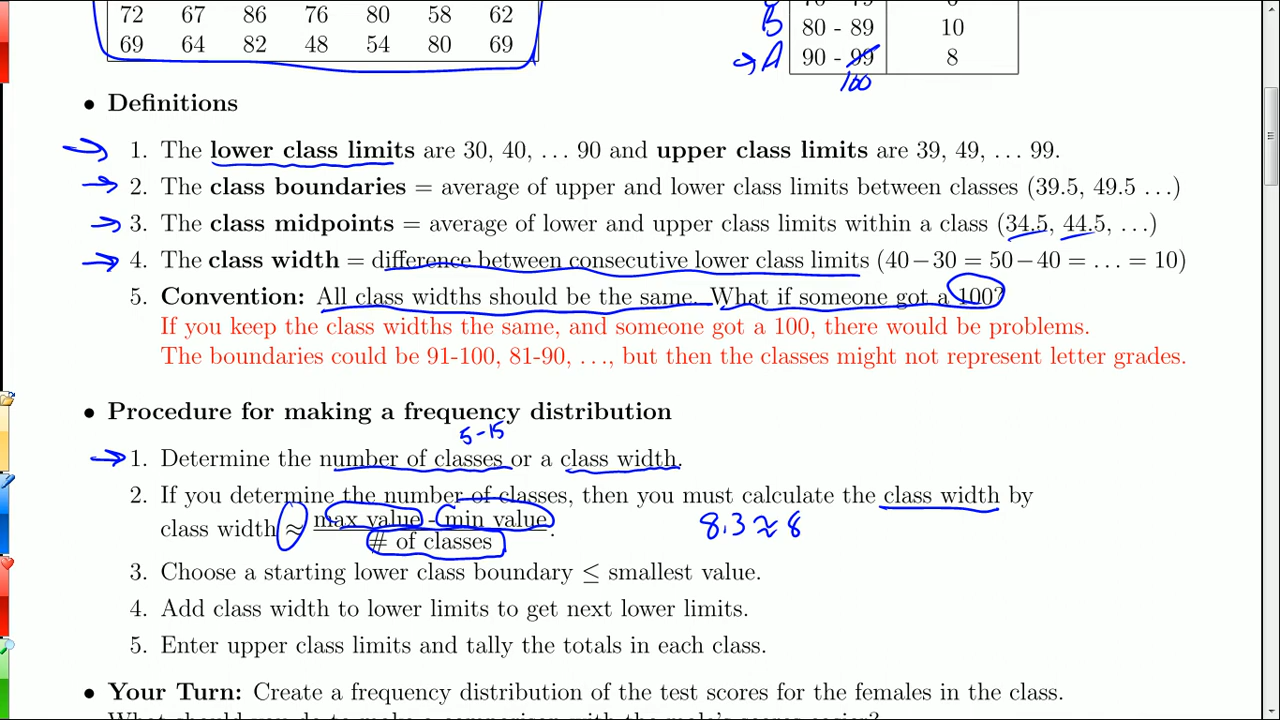 72 67 86 76 80 58 62
69 64 82 48 54 80 69
B 80 - 89 10
A 90 - 99 8
100
• Definitions
1. The lower class limits are 30, 40, ... 90 and upper class limits are 39, 49, ... 99.
2. The class boundaries = average of upper and lower class limits between classes (39.5, 49.5 ...)
3. The class midpoints = average of lower and upper class limits within a class (34.5, 44.5, ...)
4. The class width = difference between consecutive lower class limits (40−30 = 50−40 = ... = 10)
5. Convention: All class widths should be the same. What if someone got a 100?
If you keep the class widths the same, and someone got a 100, there would be problems.
The boundaries could be 91-100, 81-90, ..., but then the classes might not represent letter grades.
• Procedure for making a frequency distribution
5-15
1. Determine the number of classes or a class width.
2. If you determine the number of classes, then you must calculate the class width by
class width ≈ max value - min value / # of classes.
8.3 ≈ 8
3. Choose a starting lower class boundary ≤ smallest value.
4. Add class width to lower limits to get next lower limits.
5. Enter upper class limits and tally the totals in each class.
• Your Turn: Create a frequency distribution of the test scores for the females in the class.